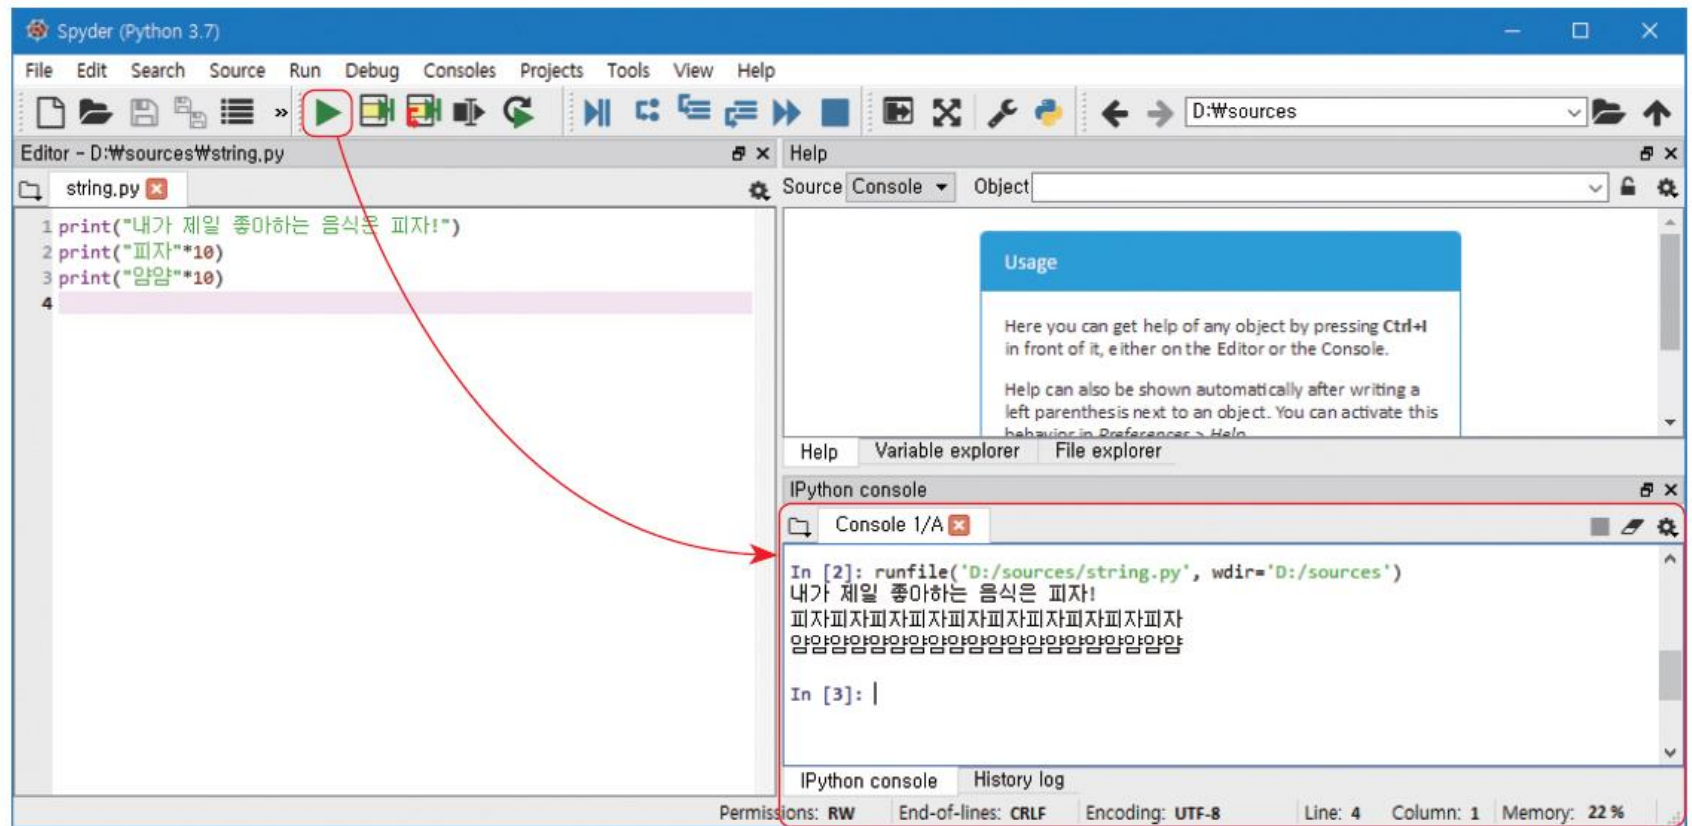 Spyder (Python 3.7)
File Edit Search Source Run Debug Consoles Projects Tools View Help
D:₩sources
Editor - D:₩sources₩string.py
string.py
1 print("내가 제일 좋아하는 음식은 피자!")
2 print("피자"*10)
3 print("얌얌"*10)
4
Help
Source Console Object
Usage
Here you can get help of any object by pressing Ctrl+I
in front of it, either on the Editor or the Console.
Help can also be shown automatically after writing a
left parenthesis next to an object. You can activate this
behavior in Preferences > Help
Help Variable explorer File explorer
IPython console
Console 1/A
In [2]: runfile('D:/sources/string.py', wdir='D:/sources')
내가 제일 좋아하는 음식은 피자!
피자피자피자피자피자피자피자피자피자피자
얌얌얌얌얌얌얌얌얌얌얌얌얌얌얌얌얌얌얌얌
In [3]:
IPython console History log
Permissions: RW End-of-lines: CRLF Encoding: UTF-8 Line: 4 Column: 1 Memory: 22 %